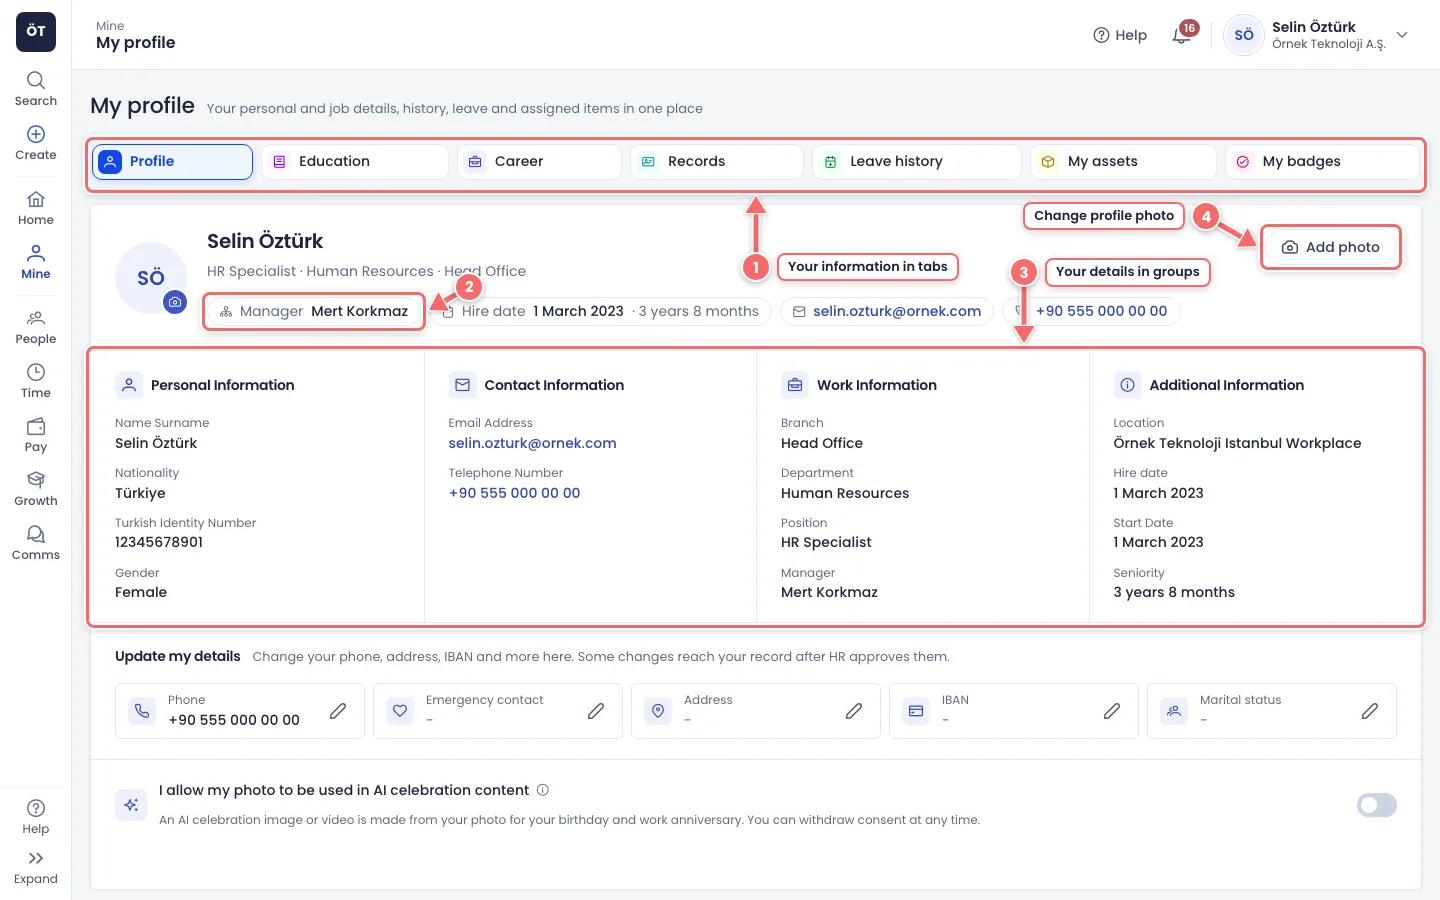 ÖT
Search
Create
Home
Mine
People
Time
Pay
Growth
Comms
Help
Expand
Mine
My profile
Help
16
SÖ
Selin Öztürk
Örnek Teknoloji A.Ş.
My profile
Your personal and job details, history, leave and assigned items in one place
Profile
Education
Career
Records
Leave history
My assets
My badges
Change profile photo
4
Add photo
1
Your information in tabs
3
Your details in groups
2
SÖ
Selin Öztürk
HR Specialist · Human Resources · Head Office
Manager Mert Korkmaz
Hire date 1 March 2023 · 3 years 8 months
selin.ozturk@ornek.com
+90 555 000 00 00
Personal Information
Name Surname
Selin Öztürk
Nationality
Türkiye
Turkish Identity Number
12345678901
Gender
Female
Contact Information
Email Address
selin.ozturk@ornek.com
Telephone Number
+90 555 000 00 00
Work Information
Branch
Head Office
Department
Human Resources
Position
HR Specialist
Manager
Mert Korkmaz
Additional Information
Location
Örnek Teknoloji Istanbul Workplace
Hire date
1 March 2023
Start Date
1 March 2023
Seniority
3 years 8 months
Update my details
Change your phone, address, IBAN and more here. Some changes reach your record after HR approves them.
Phone
+90 555 000 00 00
Emergency contact
-
Address
-
IBAN
-
Marital status
-
I allow my photo to be used in AI celebration content
An AI celebration image or video is made from your photo for your birthday and work anniversary. You can withdraw consent at any time.